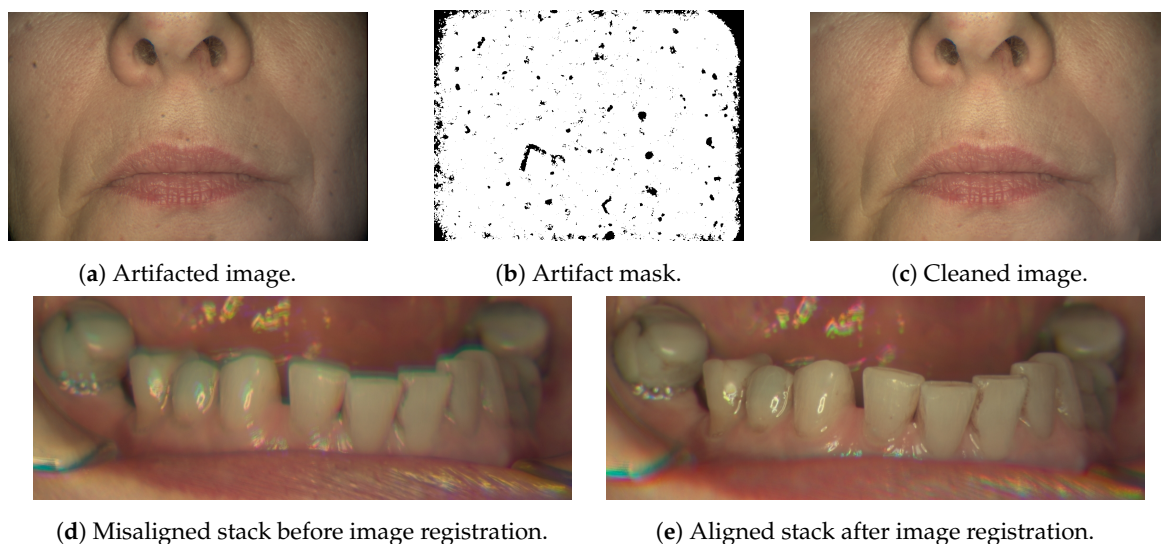 (a) Artifacted image.
(b) Artifact mask.
(c) Cleaned image.
(d) Misaligned stack before image registration.
(e) Aligned stack after image registration.